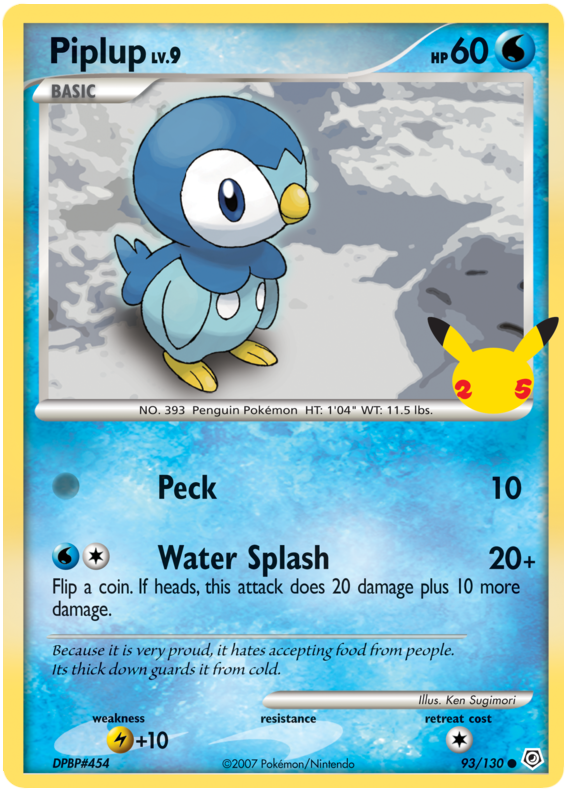 Piplup LV.9 HP 60
BASIC
NO. 393 Penguin Pokémon HT: 1'04" WT: 11.5 lbs.
25
Peck 10
Water Splash 20+
Flip a coin. If heads, this attack does 20 damage plus 10 more
damage.
Because it is very proud, it hates accepting food from people.
Its thick down guards it from cold.
Illus. Ken Sugimori
weakness resistance retreat cost
+10
DPBP#454 ©2007 Pokémon/Nintendo 93/130